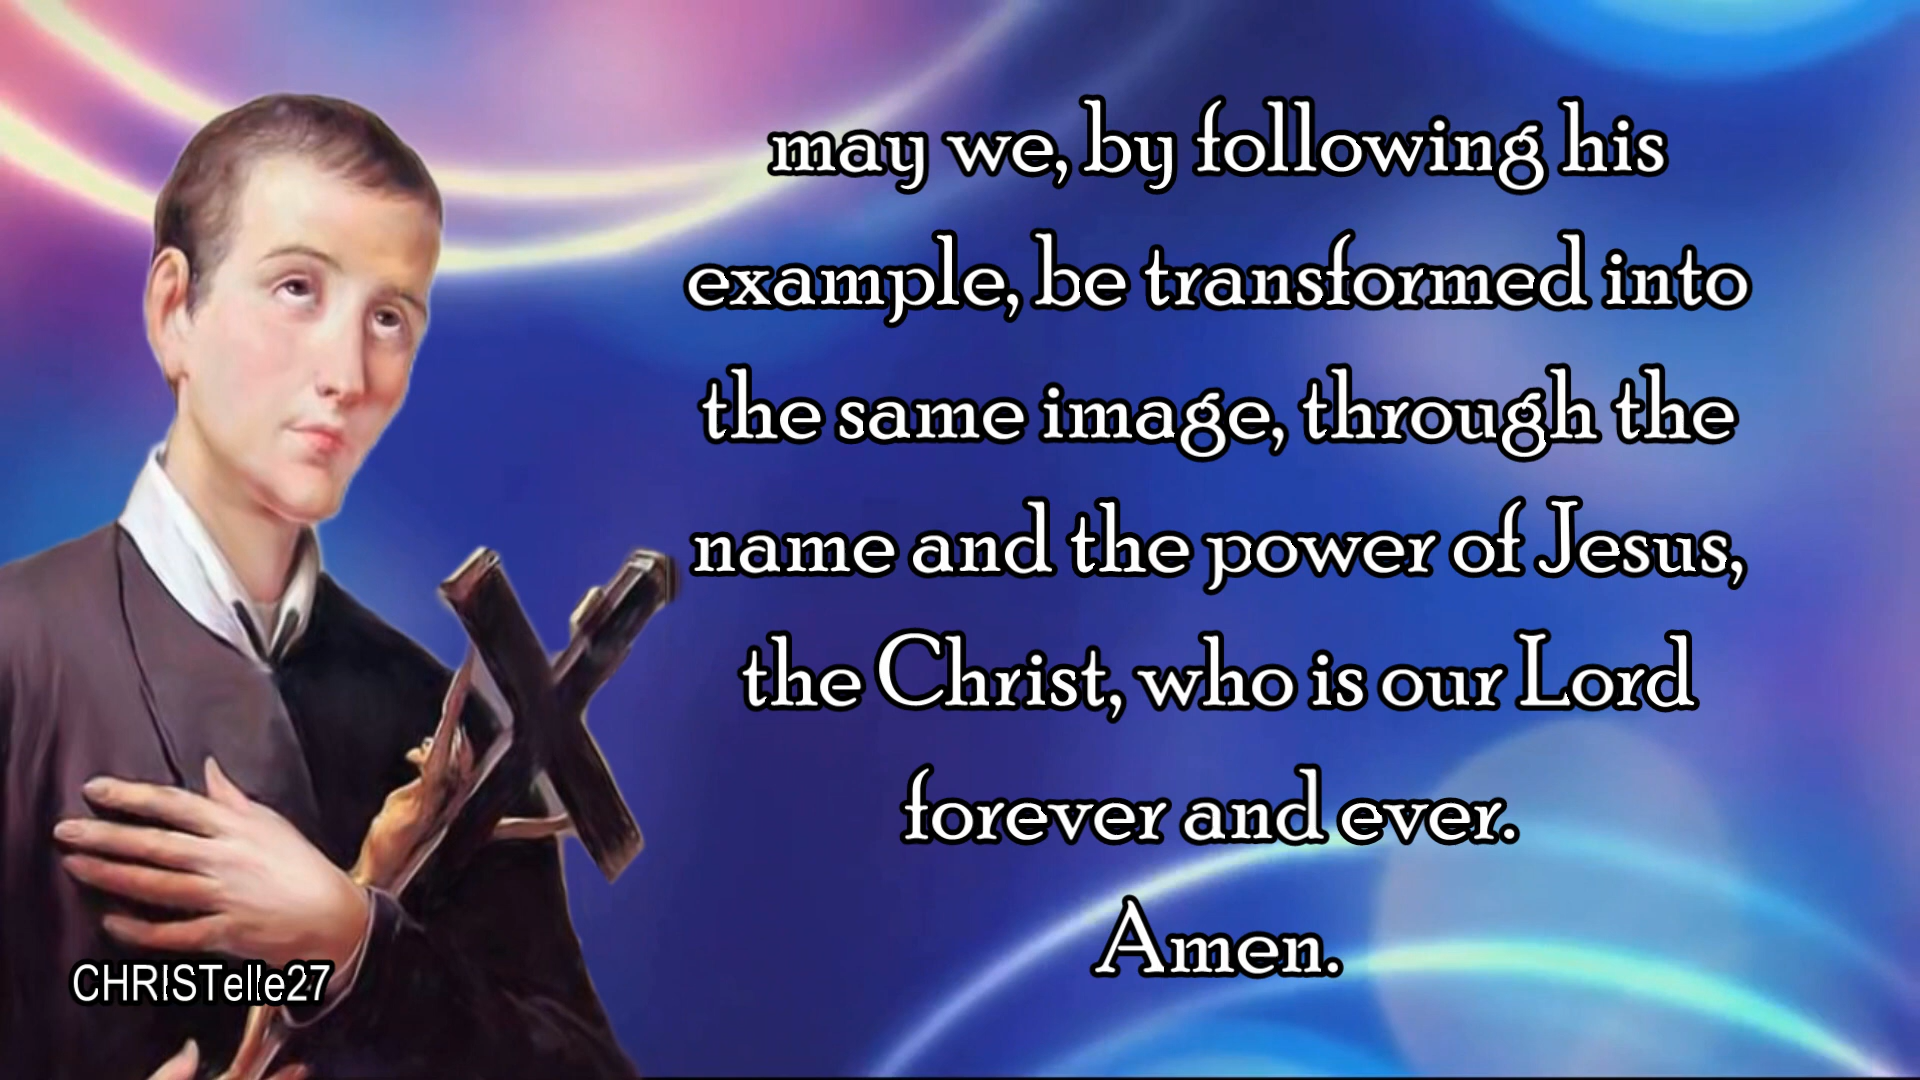 may we, by following his
example, be transformed into
the same image, through the
name and the power of Jesus,
the Christ, who is our Lord
forever and ever.
Amen.
CHRISTelle27